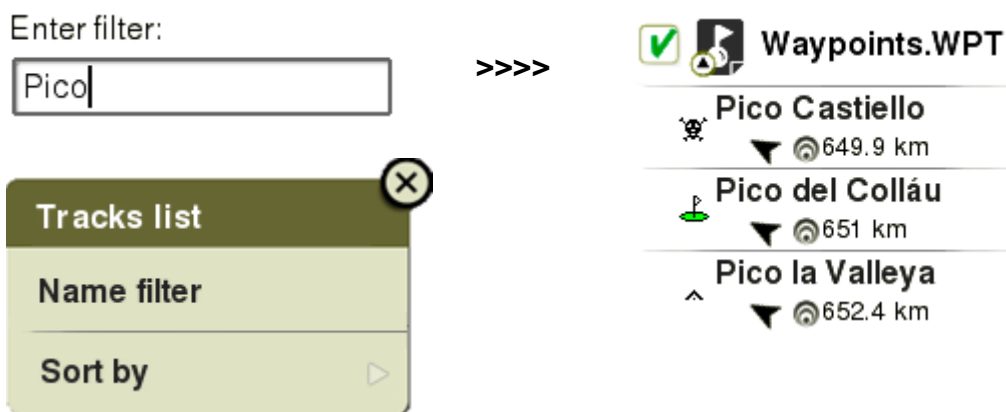 Enter filter:
Pico
Tracks list
Name filter
Sort by
>>>>
Waypoints.WPT
Pico Castiello
649.9 km
Pico del Colláu
651 km
Pico la Valleya
652.4 km